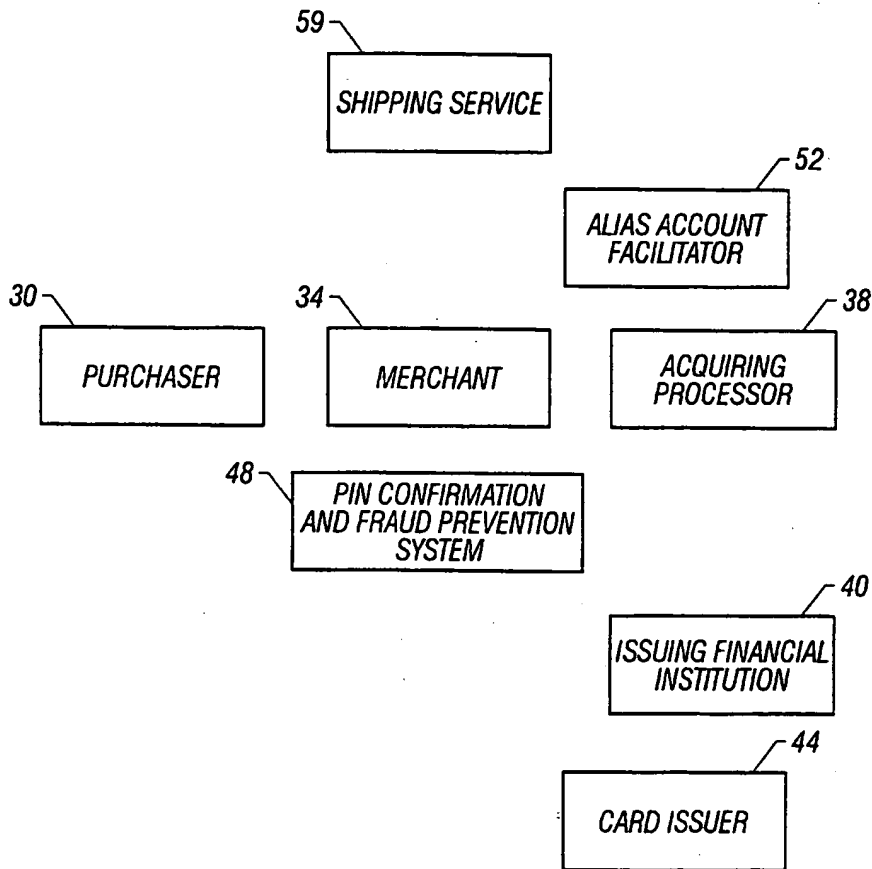 59
SHIPPING SERVICE
52
ALIAS ACCOUNT
FACILITATOR
30
34
38
PURCHASER
MERCHANT
ACQUIRING
PROCESSOR
48
PIN CONFIRMATION
AND FRAUD PREVENTION
SYSTEM
40
ISSUING FINANCIAL
INSTITUTION
44
CARD ISSUER